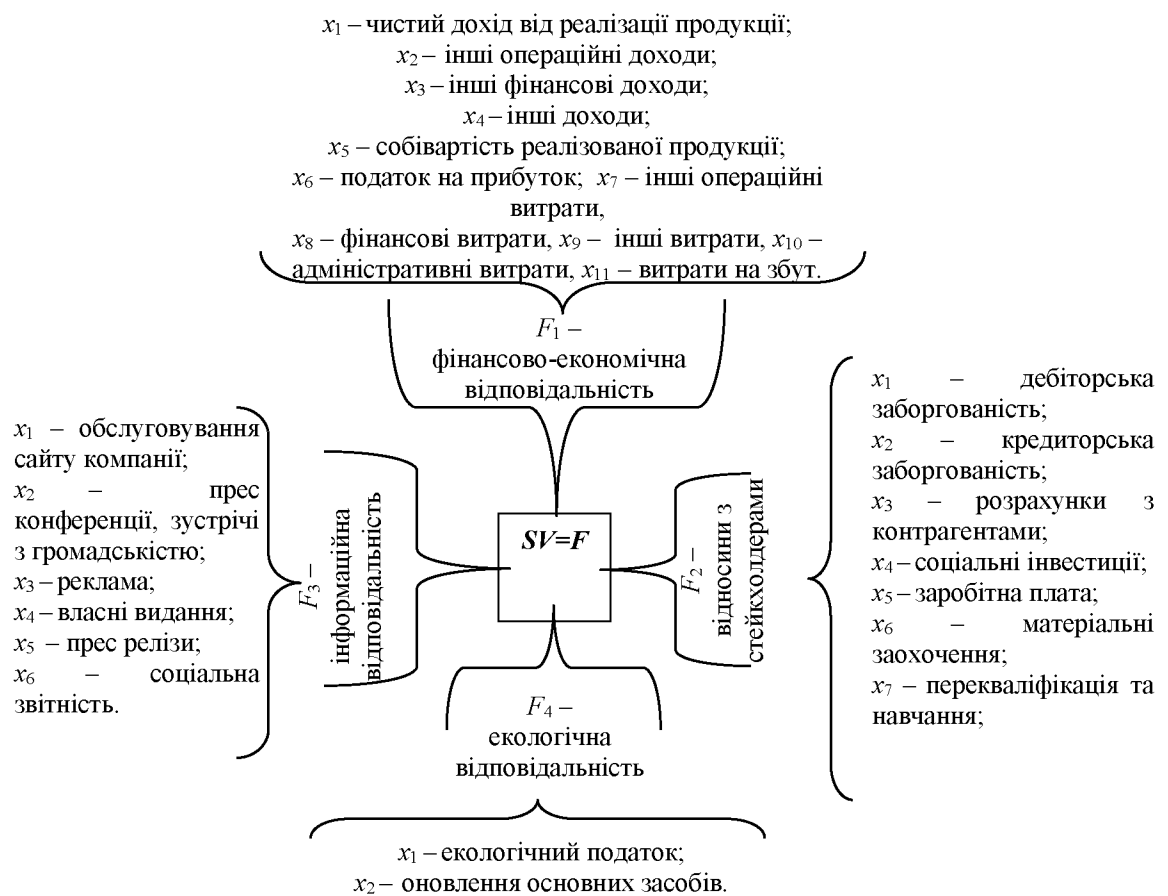 x1 – чистий дохід від реалізації продукції;
x2 – інші операційні доходи;
x3 – інші фінансові доходи;
x4 – інші доходи;
x5 – собівартість реалізованої продукції;
x6 – податок на прибуток; x7 – інші операційні
витрати,
x8 – фінансові витрати, x9 – інші витрати, x10 –
адміністративні витрати, x11 – витрати на збут.
F1 –
фінансово-економічна
відповідальність
x1 – обслуговування
сайту компанії;
x2 – прес
конференції, зустрічі
з громадськістю;
x3 – реклама;
x4 – власні видання;
x5 – прес релізи;
x6 – соціальна
звітність.
F3 –
інформаційна
відповідальність
SV=F
F2 –
відносини з
стейкхолдерами
x1 – дебіторська
заборгованість;
x2 – кредиторська
заборгованість;
x3 – розрахунки з
контрагентами;
x4 – соціальні інвестиції;
x5 – заробітна плата;
x6 – матеріальні
заохочення;
x7 – перекваліфікація та
навчання;
F4 –
екологічна
відповідальність
x1 – екологічний податок;
x2 – оновлення основних засобів.